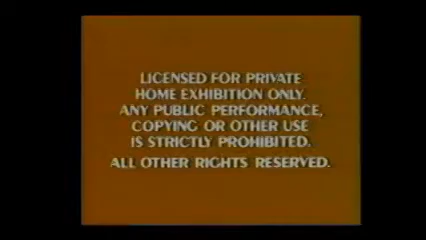 LICENSED FOR PRIVATE
HOME EXHIBITION ONLY.
ANY PUBLIC PERFORMANCE,
COPYING OR OTHER USE
IS STRICTLY PROHIBITED.
ALL OTHER RIGHTS RESERVED.